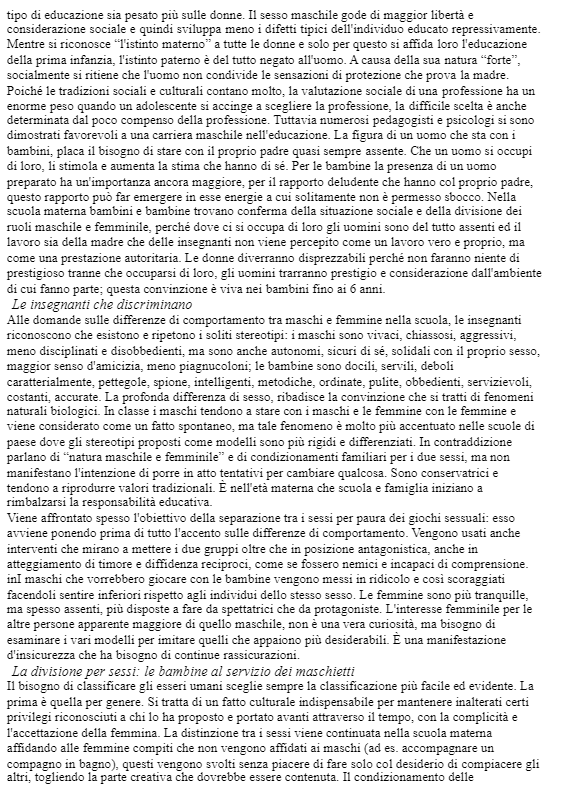 tipo di educazione sia pesato più sulle donne. Il sesso maschile gode di maggior libertà e
considerazione sociale e quindi sviluppa meno i difetti tipici dell'individuo educato repressivamente.
Mentre si riconosce “l'istinto materno” a tutte le donne e solo per questo si affida loro l'educazione
della prima infanzia, l'istinto paterno è del tutto negato all'uomo. A causa della sua natura “forte”,
socialmente si ritiene che l'uomo non condivide le sensazioni di protezione che prova la madre.
Poiché le tradizioni sociali e culturali contano molto, la valutazione sociale di una professione ha un
enorme peso quando un adolescente si accinge a scegliere la professione, la difficile scelta è anche
determinata dal poco compenso della professione. Tuttavia numerosi pedagogisti e psicologi si sono
dimostrati favorevoli a una carriera maschile nell'educazione. La figura di un uomo che sta con i
bambini, placa il bisogno di stare con il proprio padre quasi sempre assente. Che un uomo si occupi
di loro, li stimola e aumenta la stima che hanno di sé. Per le bambine la presenza di un uomo
preparato ha un'importanza ancora maggiore, per il rapporto deludente che hanno col proprio padre,
questo rapporto può far emergere in esse energie a cui solitamente non è permesso sbocco. Nella
scuola materna bambini e bambine trovano conferma della situazione sociale e della divisione dei
ruoli maschile e femminile, perché dove ci si occupa di loro gli uomini sono del tutto assenti ed il
lavoro sia della madre che delle insegnanti non viene percepito come un lavoro vero e proprio, ma
come una prestazione autoritaria. Le donne diverranno disprezzabili perché non faranno niente di
prestigioso tranne che occuparsi di loro, gli uomini trarranno prestigio e considerazione dall'ambiente
di cui fanno parte; questa convinzione è viva nei bambini fino ai 6 anni.
Le insegnanti che discriminano
Alle domande sulle differenze di comportamento tra maschi e femmine nella scuola, le insegnanti
riconoscono che esistono e ripetono i soliti stereotipi: i maschi sono vivaci, chiassosi, aggressivi,
meno disciplinati e disobbedienti, ma sono anche autonomi, sicuri di sé, solidali con il proprio sesso,
maggior senso d'amicizia, meno piagnucoloni; le bambine sono docili, servili, deboli
caratterialmente, pettegole, spione, intelligenti, metodiche, ordinate, pulite, obbedienti, servizievoli,
costanti, accurate. La profonda differenza di sesso, ribadisce la convinzione che si tratti di fenomeni
naturali biologici. In classe i maschi tendono a stare con i maschi e le femmine con le femmine e
viene considerato come un fatto spontaneo, ma tale fenomeno è molto più accentuato nelle scuole di
paese dove gli stereotipi proposti come modelli sono più rigidi e differenziati. In contraddizione
parlano di “natura maschile e femminile” e di condizionamenti familiari per i due sessi, ma non
manifestano l'intenzione di porre in atto tentativi per cambiare qualcosa. Sono conservatrici e
tendono a riprodurre valori tradizionali. È nell'età materna che scuola e famiglia iniziano a
rimbalzarsi la responsabilità educativa.
Viene affrontato spesso l'obiettivo della separazione tra i sessi per paura dei giochi sessuali: esso
avviene ponendo prima di tutto l'accento sulle differenze di comportamento. Vengono usati anche
interventi che mirano a mettere i due gruppi oltre che in posizione antagonistica, anche in
atteggiamento di timore e diffidenza reciproci, come se fossero nemici e incapaci di comprensione.
inI maschi che vorrebbero giocare con le bambine vengono messi in ridicolo e così scoraggiati
facendoli sentire inferiori rispetto agli individui dello stesso sesso. Le femmine sono più tranquille,
ma spesso assenti, più disposte a fare da spettatrici che da protagoniste. L'interesse femminile per le
altre persone apparente maggiore di quello maschile, non è una vera curiosità, ma bisogno di
esaminare i vari modelli per imitare quelli che appaiono più desiderabili. È una manifestazione
d'insicurezza che ha bisogno di continue rassicurazioni.
La divisione per sessi: le bambine al servizio dei maschietti
Il bisogno di classificare gli esseri umani sceglie sempre la classificazione più facile ed evidente. La
prima è quella per genere. Si tratta di un fatto culturale indispensabile per mantenere inalterati certi
privilegi riconosciuti a chi lo ha proposto e portato avanti attraverso il tempo, con la complicità e
l'accettazione della femmina. La distinzione tra i sessi viene continuata nella scuola materna
affidando alle femmine compiti che non vengono affidati ai maschi (ad es. accompagnare un
compagno in bagno), questi vengono svolti senza piacere di fare solo col desiderio di compiacere gli
altri, togliendo la parte creativa che dovrebbe essere contenuta. Il condizionamento delle